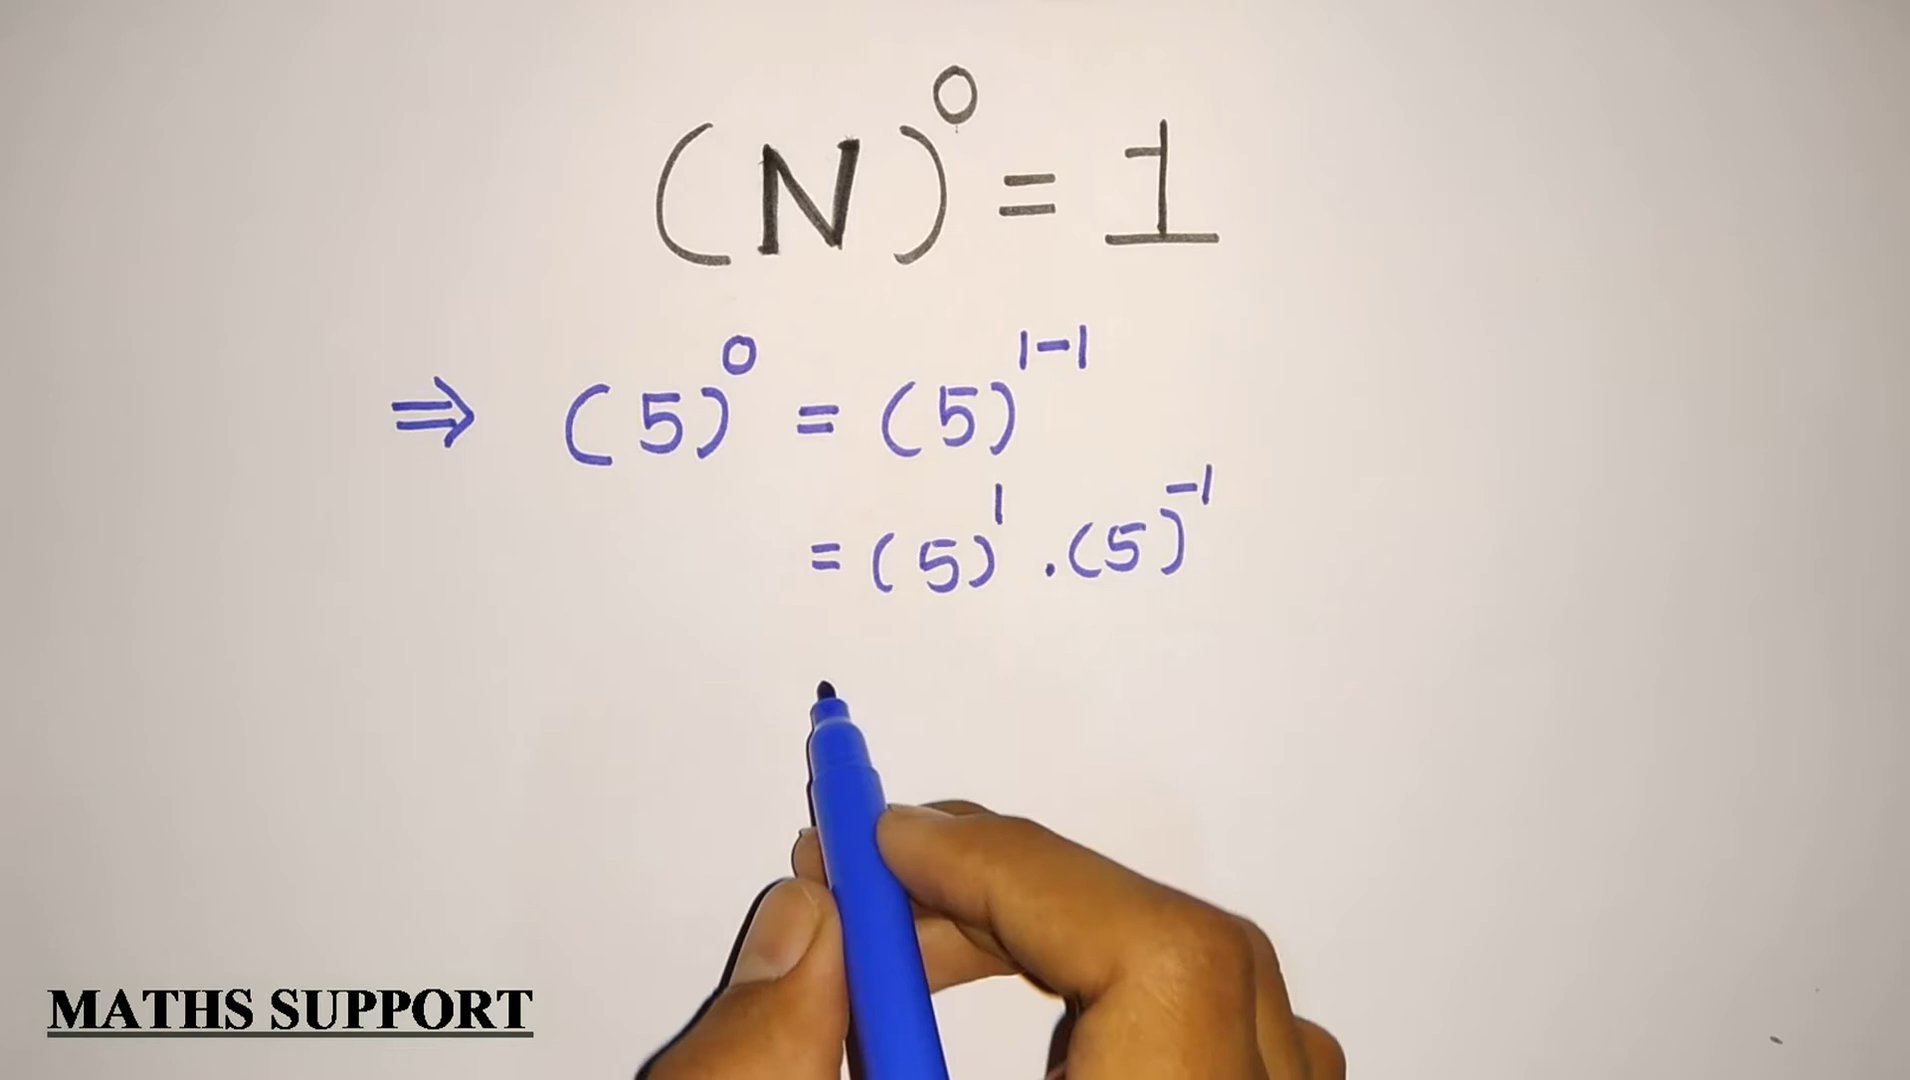 (N)⁰ = 1
⇒ (5)⁰ = (5)¹⁻¹
= (5)¹ . (5)⁻¹
MATHS SUPPORT